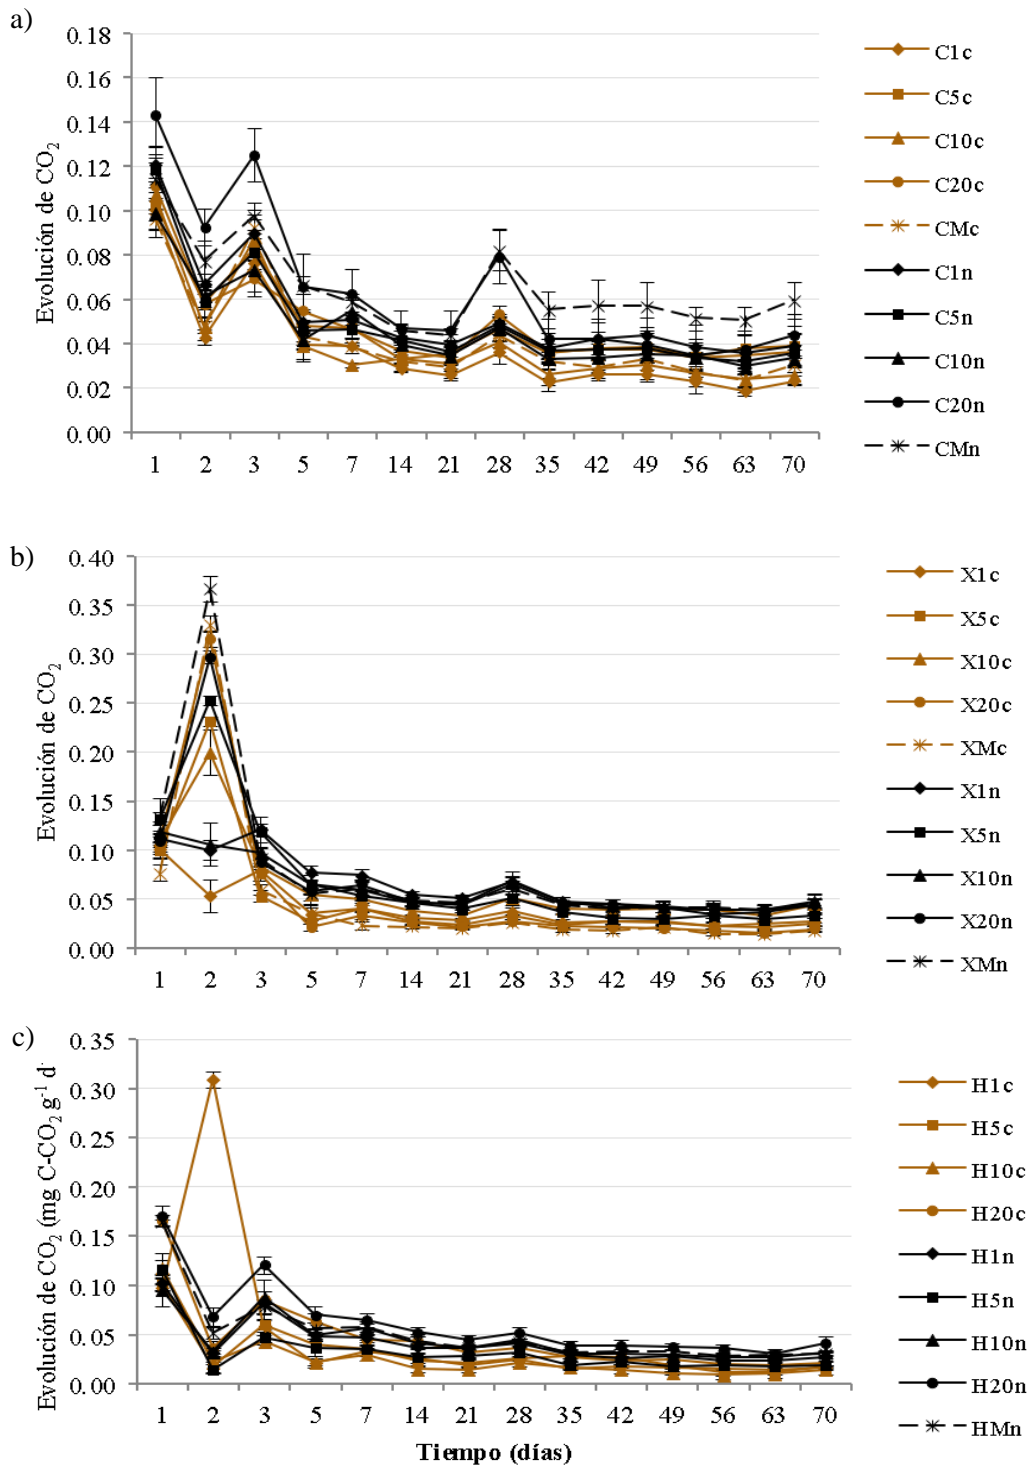 a)
Evolución de CO2
0.18
0.16
0.14
0.12
0.10
0.08
0.06
0.04
0.02
0.00
1 2 3 5 7 14 21 28 35 42 49 56 63 70
C1c
C5c
C10c
C20c
CMc
C1n
C5n
C10n
C20n
CMn
b)
Evolución de CO2
0.40
0.35
0.30
0.25
0.20
0.15
0.10
0.05
0.00
1 2 3 5 7 14 21 28 35 42 49 56 63 70
X1c
X5c
X10c
X20c
XMc
X1n
X5n
X10n
X20n
XMn
c)
Evolución de CO2 (mg C-CO2 g-1 d-
0.35
0.30
0.25
0.20
0.15
0.10
0.05
0.00
1 2 3 5 7 14 21 28 35 42 49 56 63 70
Tiempo (días)
H1c
H5c
H10c
H20c
H1n
H5n
H10n
H20n
HMn